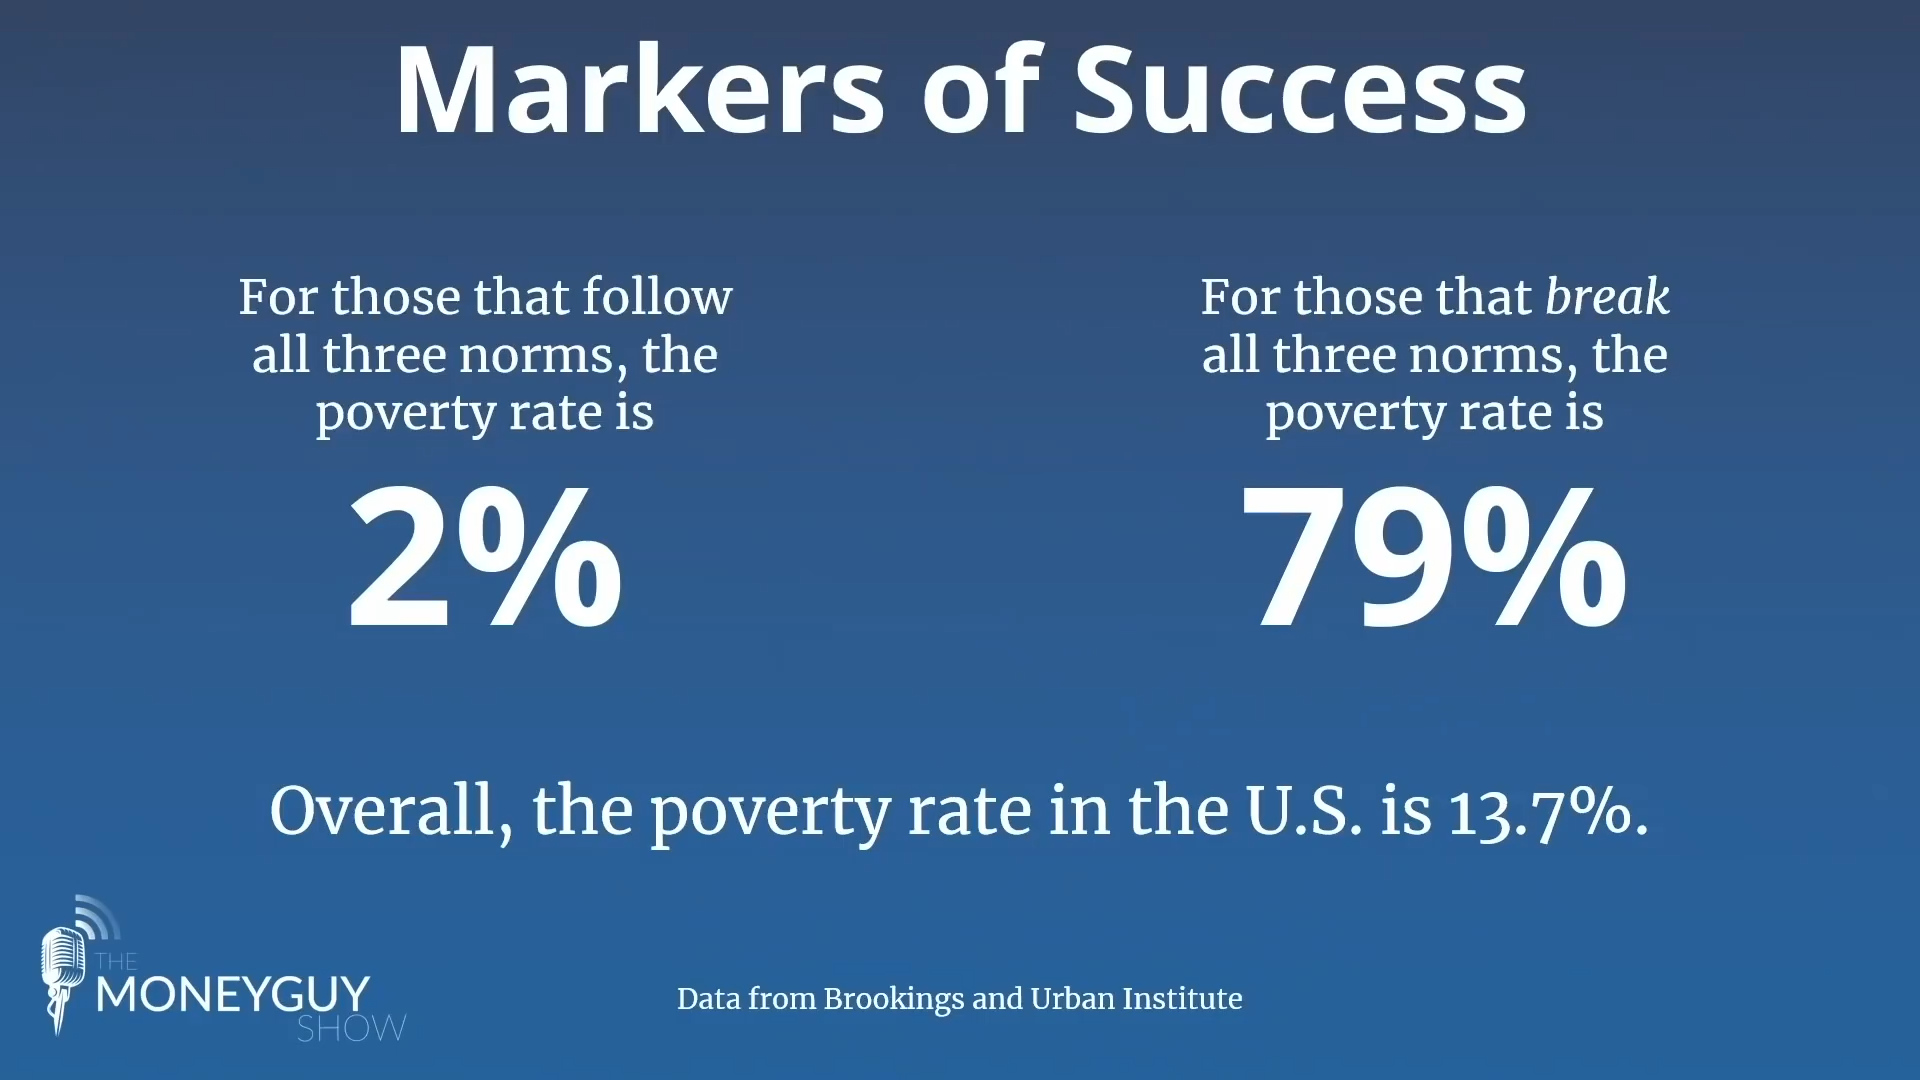 Markers of Success
For those that follow
all three norms, the
poverty rate is
2%
For those that break
all three norms, the
poverty rate is
79%
Overall, the poverty rate in the U.S. is 13.7%.
THE
MONEYGUY
SHOW
Data from Brookings and Urban Institute